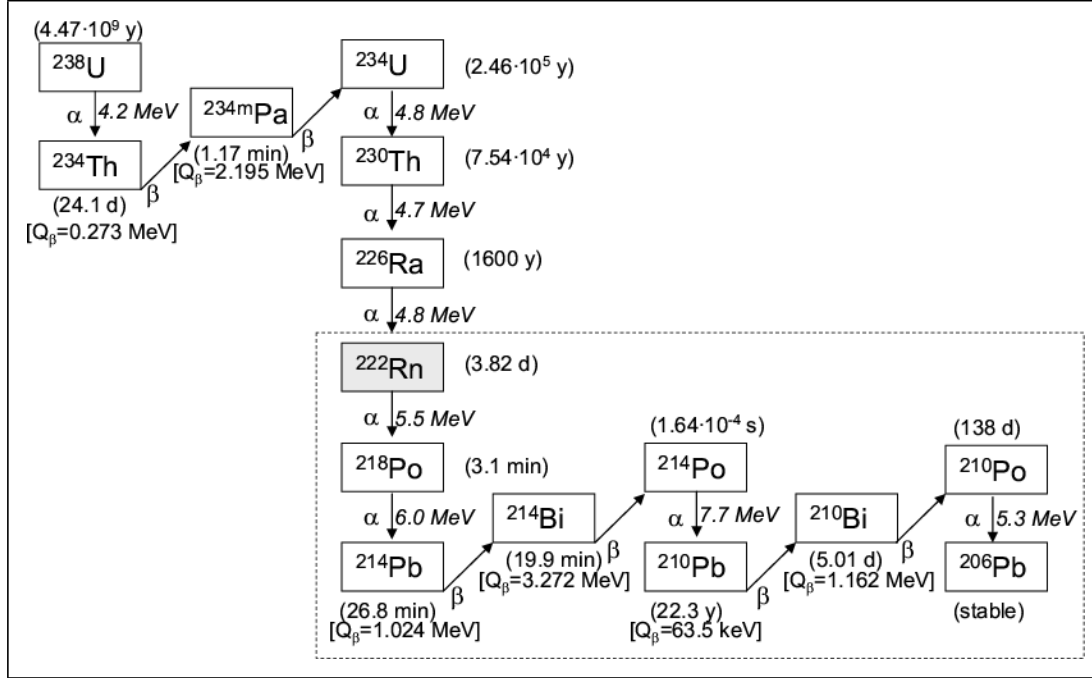 (4.47·10⁹ y)
²³⁸U
α 4.2 MeV
²³⁴Th
(24.1 d)
[Qβ=0.273 MeV]
β
²³⁴ᵐPa
(1.17 min)
[Qβ=2.195 MeV]
β
²³⁴U (2.46·10⁵ y)
α 4.8 MeV
²³⁰Th (7.54·10⁴ y)
α 4.7 MeV
²²⁶Ra (1600 y)
α 4.8 MeV
²²²Rn (3.82 d)
α 5.5 MeV
²¹⁸Po (3.1 min)
α 6.0 MeV
²¹⁴Pb
(26.8 min)
[Qβ=1.024 MeV]
β
²¹⁴Bi
(19.9 min)
[Qβ=3.272 MeV]
β
(1.64·10⁻⁴ s)
²¹⁴Po
α 7.7 MeV
²¹⁰Pb
(22.3 y)
[Qβ=63.5 keV]
β
²¹⁰Bi
(5.01 d)
[Qβ=1.162 MeV]
β
(138 d)
²¹⁰Po
α 5.3 MeV
²⁰⁶Pb
(stable)